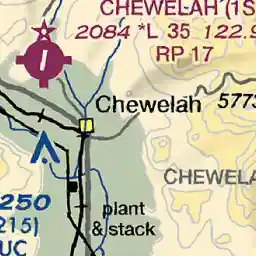 CHEWELAH (1S
2084 *L 35 122.9
RP 17
Chewelah
5773
CHEWELA
250
215)
UC
plant
& stack